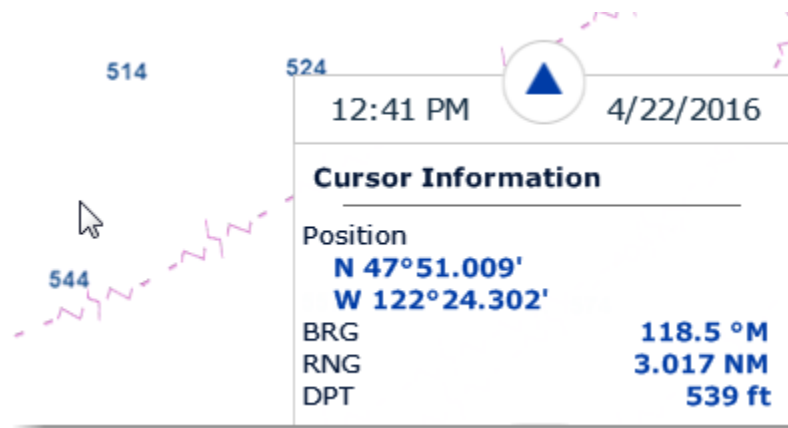 514
524
12:41 PM 4/22/2016
Cursor Information
Position
N 47°51.009'
W 122°24.302'
544
BRG 118.5 °M
RNG 3.017 NM
DPT 539 ft